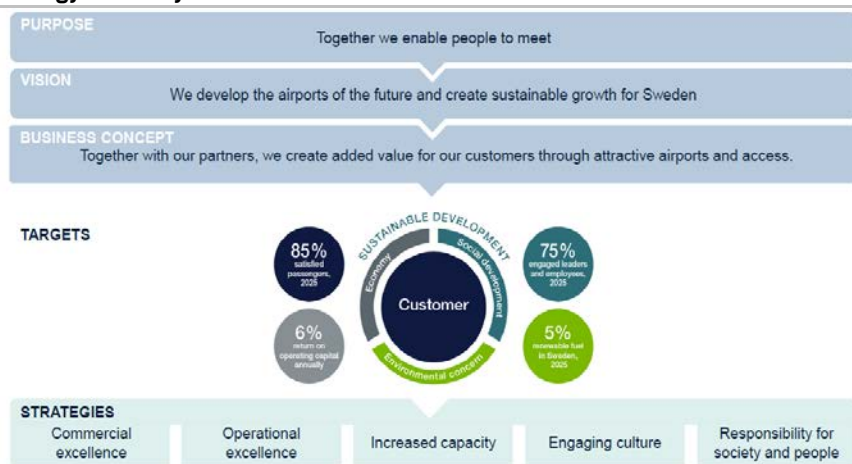 PURPOSE
Together we enable people to meet
VISION
We develop the airports of the future and create sustainable growth for Sweden
BUSINESS CONCEPT
Together with our partners, we create added value for our customers through attractive airports and access.
TARGETS
85%
satisfied
passengers,
2025
6%
return on
operating capital
annually
SUSTAINABLE DEVELOPMENT
Economy
Social development
Environmental concern
Customer
75%
engaged leaders
and employees,
2025
5%
renewable fuel
in Sweden,
2025
STRATEGIES
Commercial
excellence
Operational
excellence
Increased capacity
Engaging culture
Responsibility for
society and people